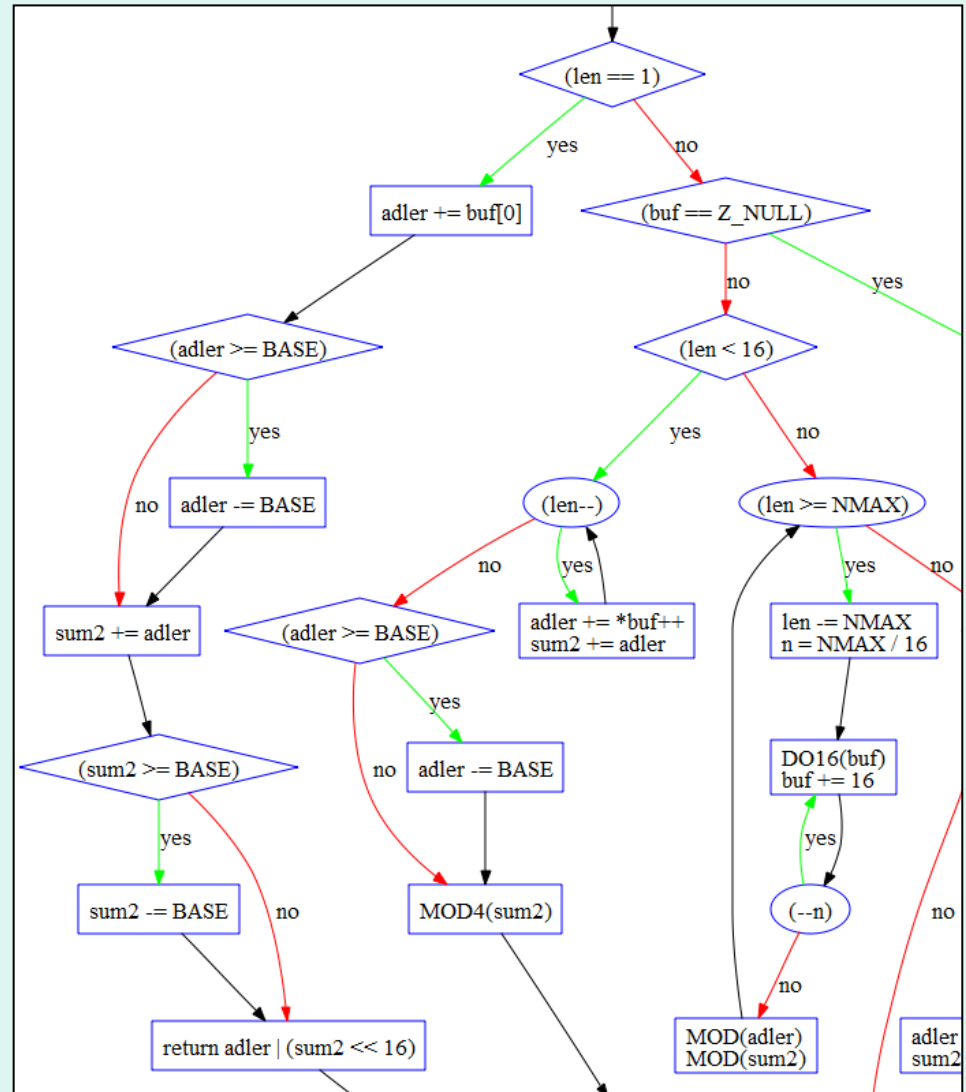 (len == 1)
yes
no
adler += buf[0]
(buf == Z_NULL)
no
yes
(adler >= BASE)
(len < 16)
yes
yes
no
no
adler -= BASE
(len--)
(len >= NMAX)
no
yes
yes
no
sum2 += adler
(adler >= BASE)
adler += *buf++
sum2 += adler
len -= NMAX
n = NMAX / 16
yes
(sum2 >= BASE)
no
adler -= BASE
DO16(buf)
buf += 16
yes
yes
sum2 -= BASE
no
MOD4(sum2)
(--n)
no
no
return adler | (sum2 << 16)
MOD(adler)
MOD(sum2)
adler
sum2